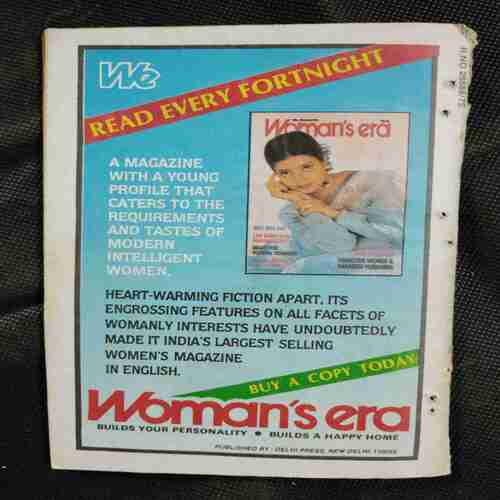 We
READ EVERY FORTNIGHT
Woman's era
A MAGAZINE
WITH A YOUNG
PROFILE THAT
CATERS TO THE
REQUIREMENTS
AND TASTES OF
MODERN
INTELLIGENT
WOMEN.
HEART-WARMING FICTION APART, ITS
ENGROSSING FEATURES ON ALL FACETS OF
WOMANLY INTERESTS HAVE UNDOUBTEDLY
MADE IT INDIA'S LARGEST SELLING
WOMEN'S MAGAZINE
IN ENGLISH.
BUY A COPY TODAY
Woman's era
BUILDS YOUR PERSONALITY ● BUILDS A HAPPY HOME
PUBLISHED BY: DELHI PRESS, NEW DELHI